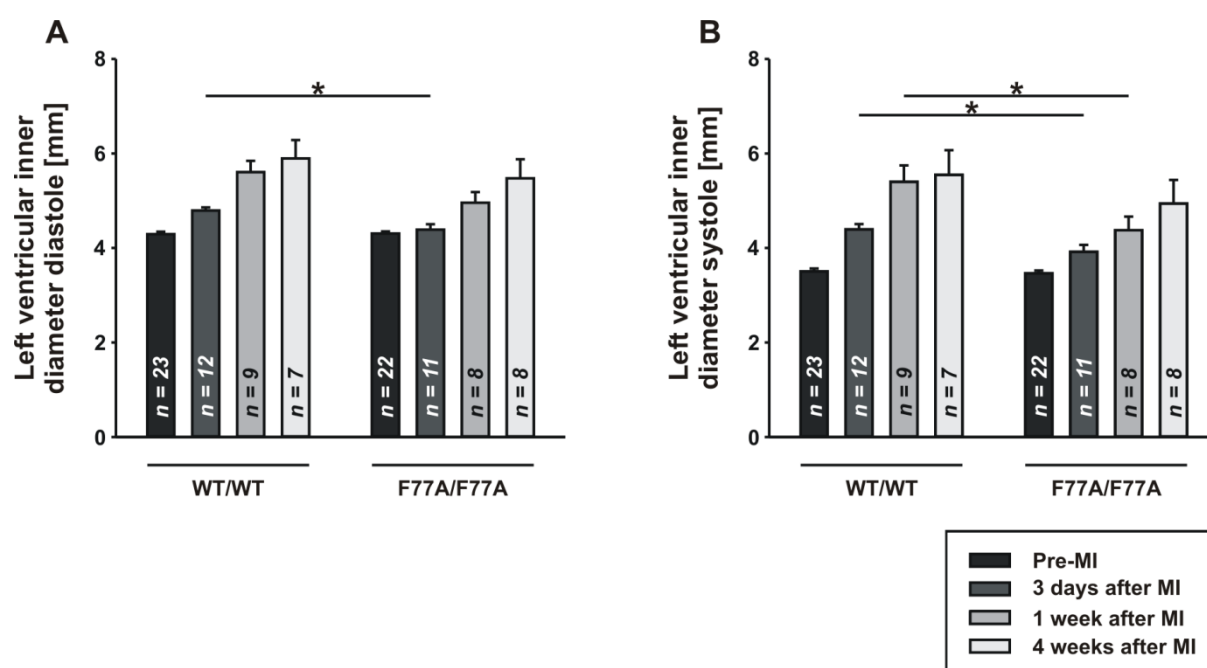 A
Left ventricular inner
diameter diastole [mm]
8
6
4
2
0
*
n = 23
n = 12
n = 9
n = 7
n = 22
n = 11
n = 8
n = 8
WT/WT
F77A/F77A
B
Left ventricular inner
diameter systole [mm]
8
6
4
2
0
*
*
n = 23
n = 12
n = 9
n = 7
n = 22
n = 11
n = 8
n = 8
WT/WT
F77A/F77A
Pre-MI
3 days after MI
1 week after MI
4 weeks after MI